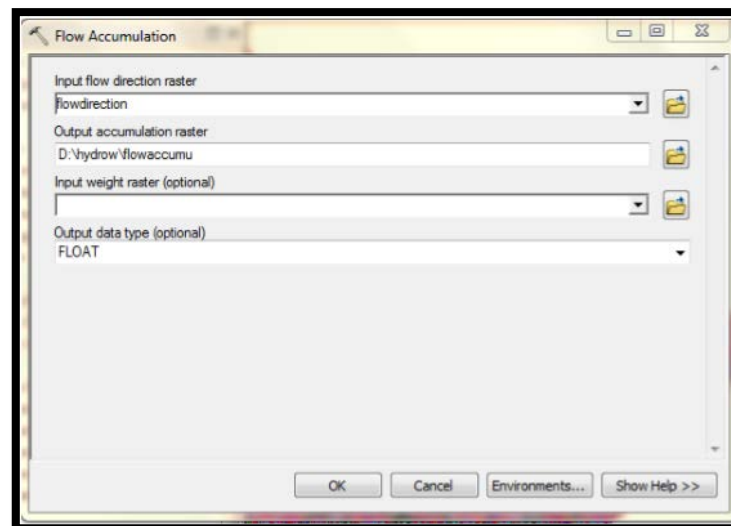 Flow Accumulation
Input flow direction raster
flowdirection
Output accumulation raster
D:\hydrow\flowaccumu
Input weight raster (optional)
Output data type (optional)
FLOAT
OK Cancel Environments... Show Help >>